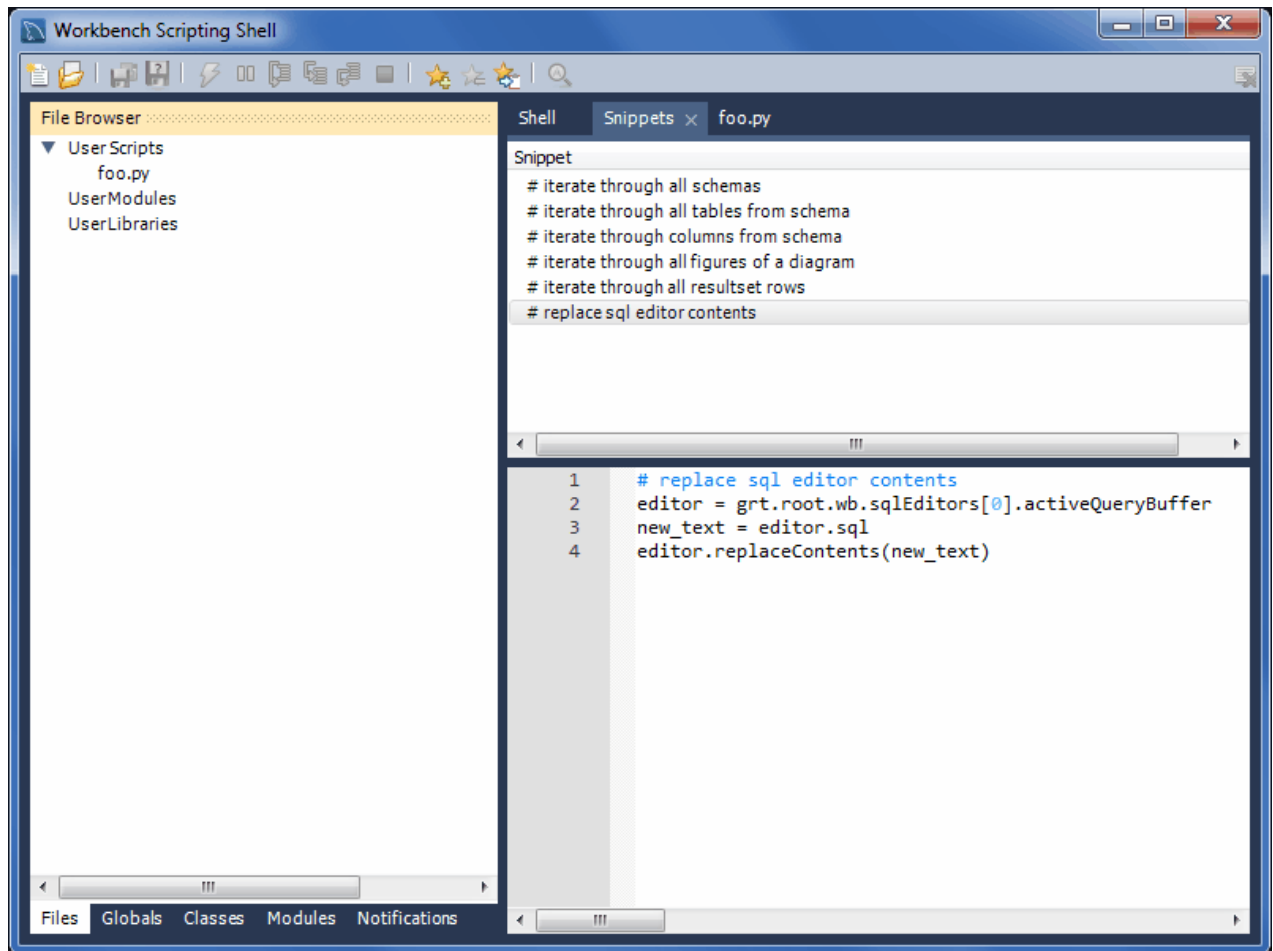 Workbench Scripting Shell
File Browser
User Scripts
foo.py
UserModules
UserLibraries
Files Globals Classes Modules Notifications
Shell Snippets foo.py
Snippet
# iterate through all schemas
# iterate through all tables from schema
# iterate through columns from schema
# iterate through all figures of a diagram
# iterate through all resultset rows
# replace sql editor contents
1 # replace sql editor contents
2 editor = grt.root.wb.sqlEditors[0].activeQueryBuffer
3 new_text = editor.sql
4 editor.replaceContents(new_text)